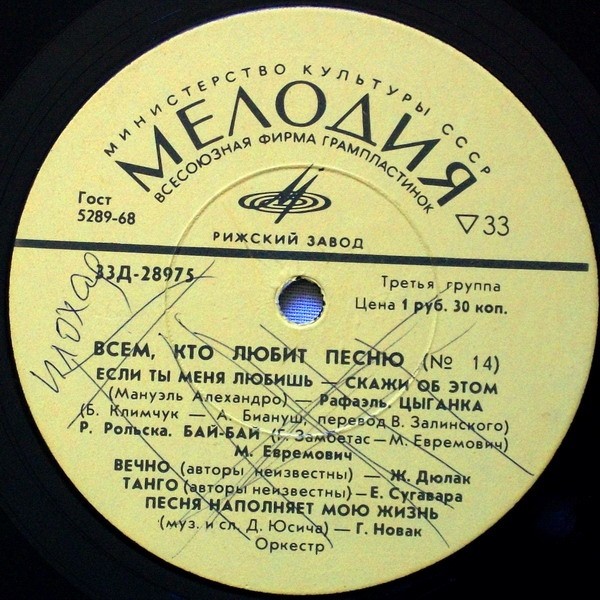 МИНИСТЕРСТВО КУЛЬТУРЫ СССР
МЕЛОДИЯ
ВСЕСОЮЗНАЯ ФИРМА ГРАМПЛАСТИНОК
Гост
5289-68
33
РИЖСКИЙ ЗАВОД
33Д-28975
Третья группа
Цена 1 руб. 30 коп.
плохая
ВСЕМ, КТО ЛЮБИТ ПЕСНЮ (№ 14)
ЕСЛИ ТЫ МЕНЯ ЛЮБИШЬ — СКАЖИ ОБ ЭТОМ
(Мануэль Алехандро) — Рафаэль. ЦЫГАНКА
(Б. Климчук — А. Биануш, перевод В. Залинского)
Р. Рольска. БАЙ-БАЙ (Г. Замбетас—М. Евремович)
М. Евремович
ВЕЧНО (авторы неизвестны) — Ж. Дюлак
ТАНГО (авторы неизвестны)—Е. Сугавара
ПЕСНЯ НАПОЛНЯЕТ МОЮ ЖИЗНЬ
(муз. и сл. Д. Юсича) — Г. Новак
Оркестр